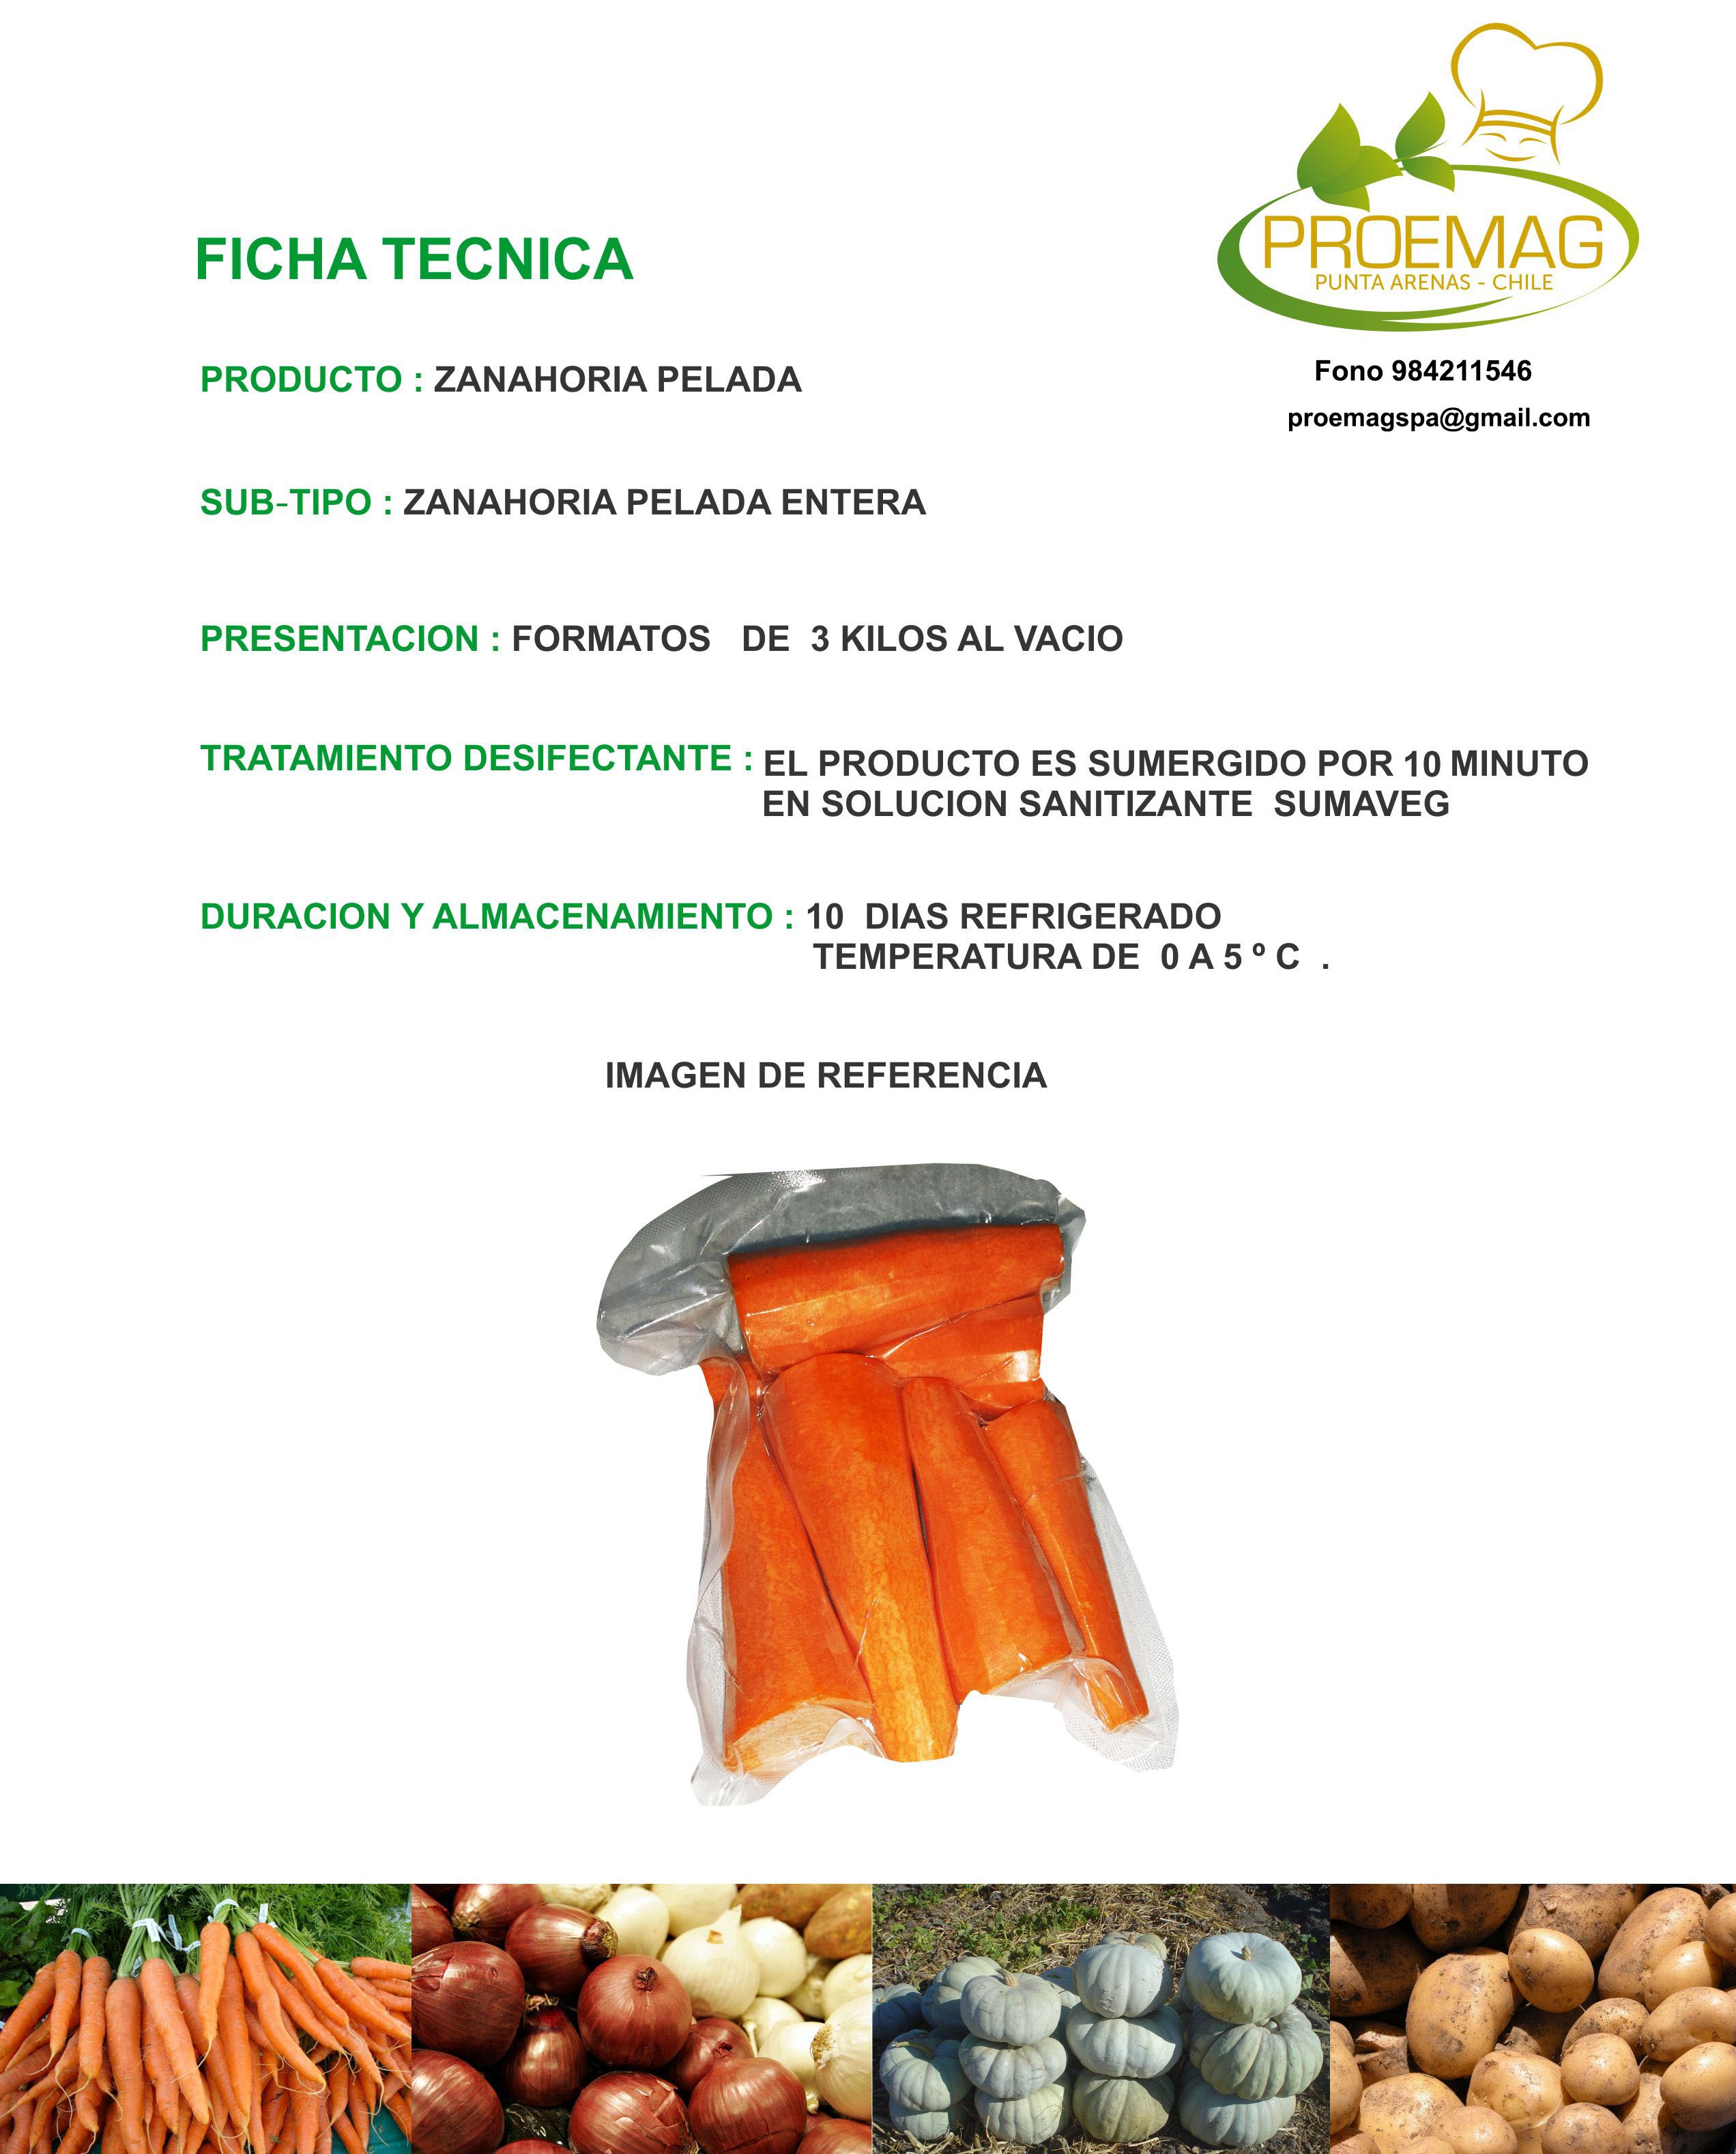 PROEMAG
PUNTA ARENAS - CHILE
FICHA TECNICA
Fono 984211546
proemagspa@gmail.com
PRODUCTO : ZANAHORIA PELADA
SUB-TIPO : ZANAHORIA PELADA ENTERA
PRESENTACION : FORMATOS DE 3 KILOS AL VACIO
TRATAMIENTO DESIFECTANTE : EL PRODUCTO ES SUMERGIDO POR 10 MINUTO
EN SOLUCION SANITIZANTE SUMAVEG
DURACION Y ALMACENAMIENTO : 10 DIAS REFRIGERADO
TEMPERATURA DE 0 A 5 º C .
IMAGEN DE REFERENCIA